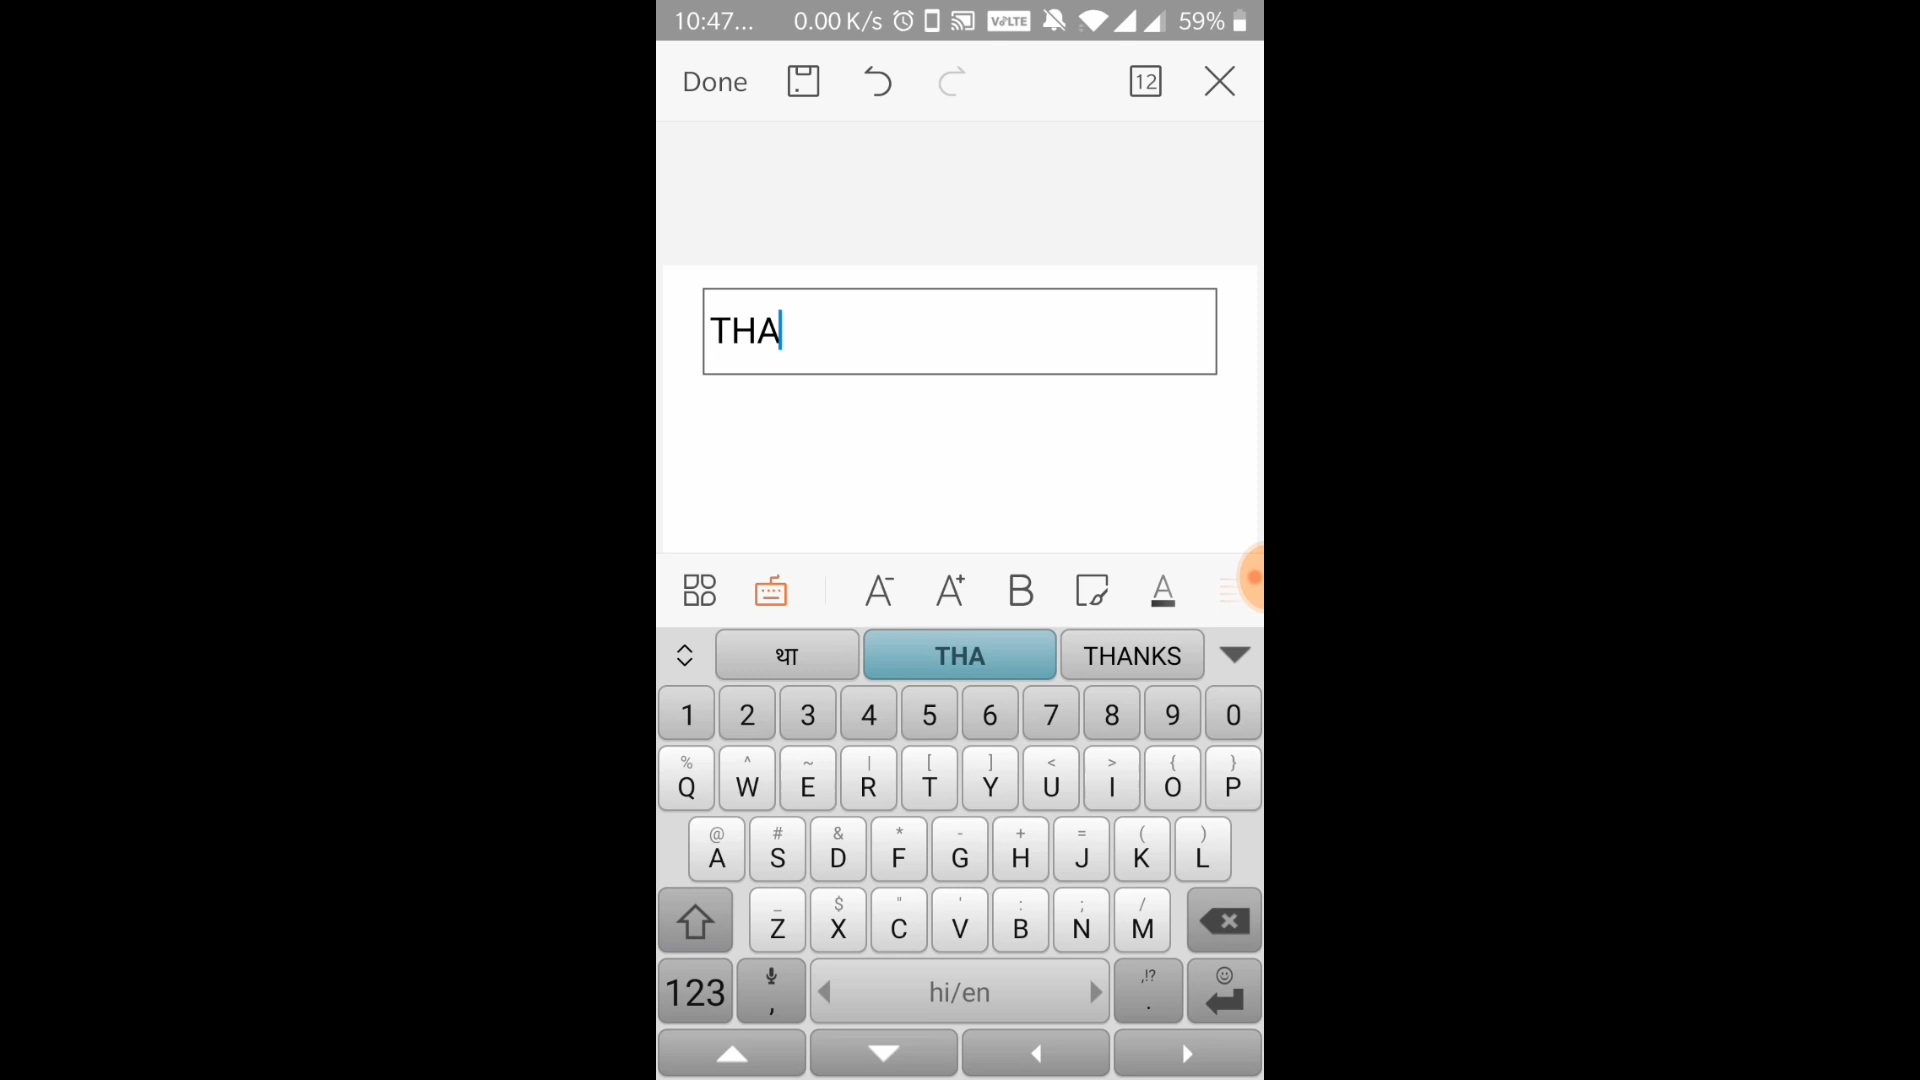 10:47... 0.00 K/s VoLTE 59%
Done 12
THA
A- A+ B A
था THA THANKS
1 2 3 4 5 6 7 8 9 0
% ^ ~ | [ ] < > { }
Q W E R T Y U I O P
@ # & * - + = ( )
A S D F G H J K L
_ $ " ' : ; /
Z X C V B N M
123 , hi/en ,!? .